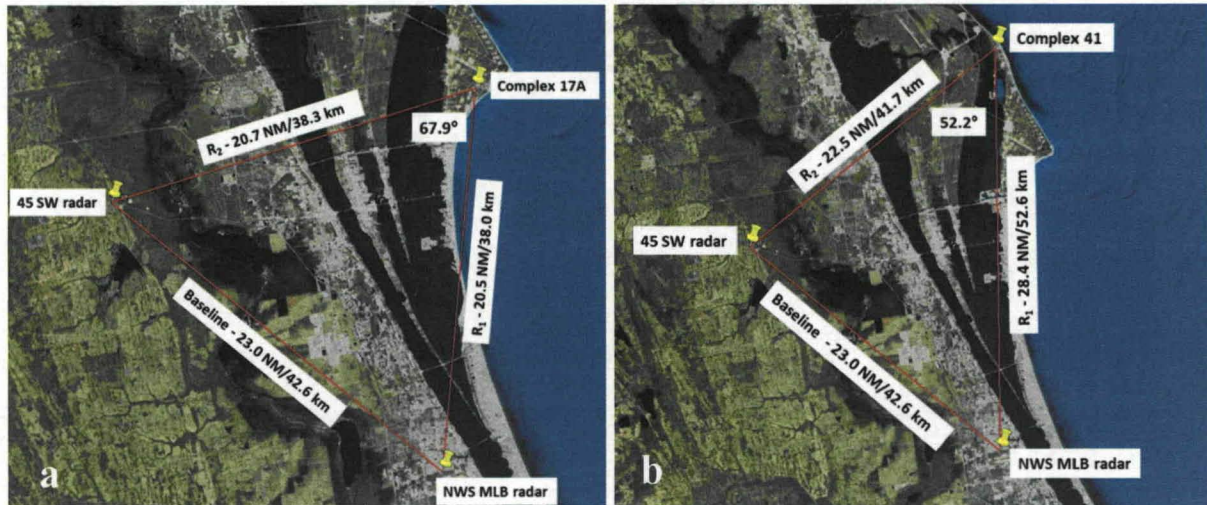 Complex 17A
67.9°
R₂ - 20.7 NM/38.3 km
45 SW radar
R₁ - 20.5 NM/38.0 km
Baseline - 23.0 NM/42.6 km
NWS MLB radar
a
Complex 41
52.2°
R₂ - 22.5 NM/41.7 km
45 SW radar
R₁ - 28.4 NM/52.6 km
Baseline - 23.0 NM/42.6 km
NWS MLB radar
b